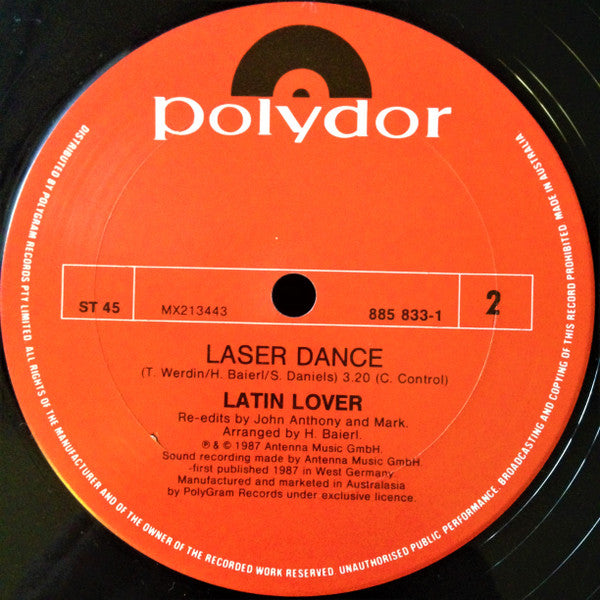 polydor
ST 45
MX213443
885 833-1
2
LASER DANCE
(T. Werdin/H. Baierl/S. Daniels) 3.20 (C. Control)
LATIN LOVER
Re-edits by John Anthony and Mark.
Arranged by H. Baierl.
℗ & © 1987 Antenna Music GmbH.
Sound recording made by Antenna Music GmbH.
-first published 1987 in West Germany.
Manufactured and marketed in Australasia
by PolyGram Records under exclusive licence.
DISTRIBUTED BY POLYGRAM RECORDS PTY LIMITED. ALL RIGHTS OF THE MANUFACTURER AND OF THE OWNER OF THE RECORDED WORK RESERVED. UNAUTHORISED PUBLIC PERFORMANCE, BROADCASTING AND COPYING OF THIS RECORD PROHIBITED MADE IN AUSTRALIA